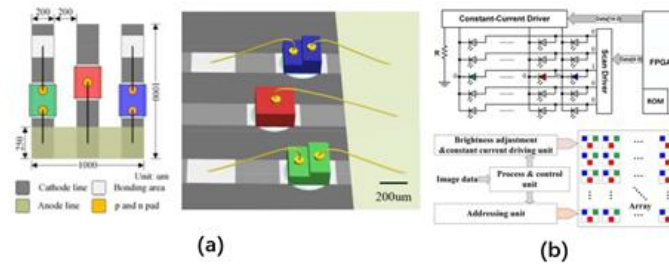 200 200
1000
250
1000
Unit: um
Cathode line
Bonding area
Anode line
p and n pad
200um
(a)
Constant-Current Driver
R
Scan Driver
FPGA
ROM
Brightness adjustment
&constant current driving unit
Image data
Process & control
unit
Addressing unit
Array
(b)